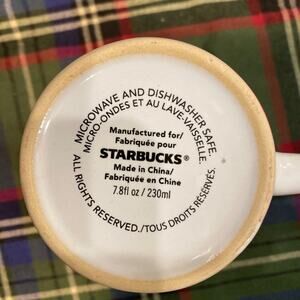 MICROWAVE AND DISHWASHER SAFE.
MICRO-ONDES ET AU LAVE-VAISSELLE.
Manufactured for/
Fabriquée pour
STARBUCKS®
Made in China/
Fabriquée en Chine
7.8fl oz / 230ml
ALL RIGHTS RESERVED./TOUS DROITS RÉSERVÉS.